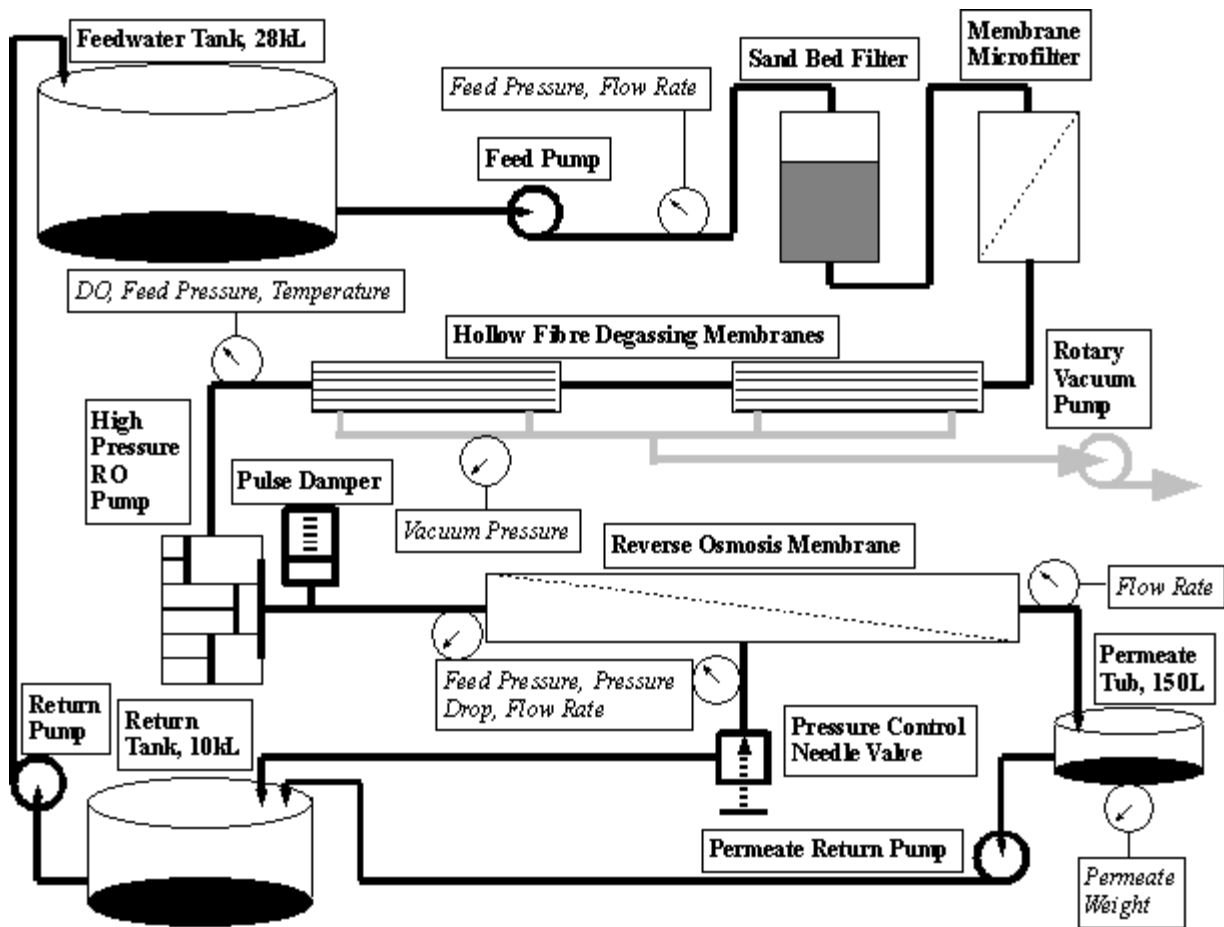 Feedwater Tank, 28kL
Feed Pressure, Flow Rate
Sand Bed Filter
Membrane
Microfilter
Feed Pump
DO, Feed Pressure, Temperature
Hollow Fibre Degassing Membranes
Rotary
Vacuum
Pump
High
Pressure
RO
Pump
Pulse Damper
Vacuum Pressure
Reverse Osmosis Membrane
Flow Rate
Feed Pressure, Pressure
Drop, Flow Rate
Permeate
Tub, 150L
Return
Pump
Return
Tank, 10kL
Pressure Control
Needle Valve
Permeate Return Pump
Permeate
Weight